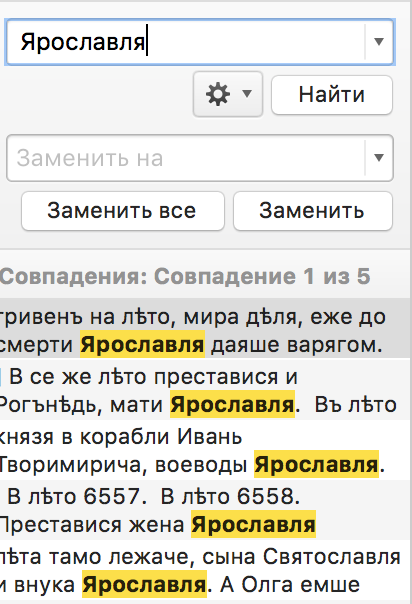 Ярославля
Найти
Заменить на
Заменить все
Заменить
Совпадения: Совпадение 1 из 5
гривенъ на лѣто, мира дѣля, еже до
смерти Ярославля даяше варягом.
] В се же лѣто преставися и
Рогънѣдь, мати Ярославля. Въ лѣто
князя в корабли Ивань
Творимирича, воеводы Ярославля.
В лѣто 6557. В лѣто 6558.
Преставися жена Ярославля
лѣта тамо лежаче, сына Святославля
и внука Ярославля. А Олга емше